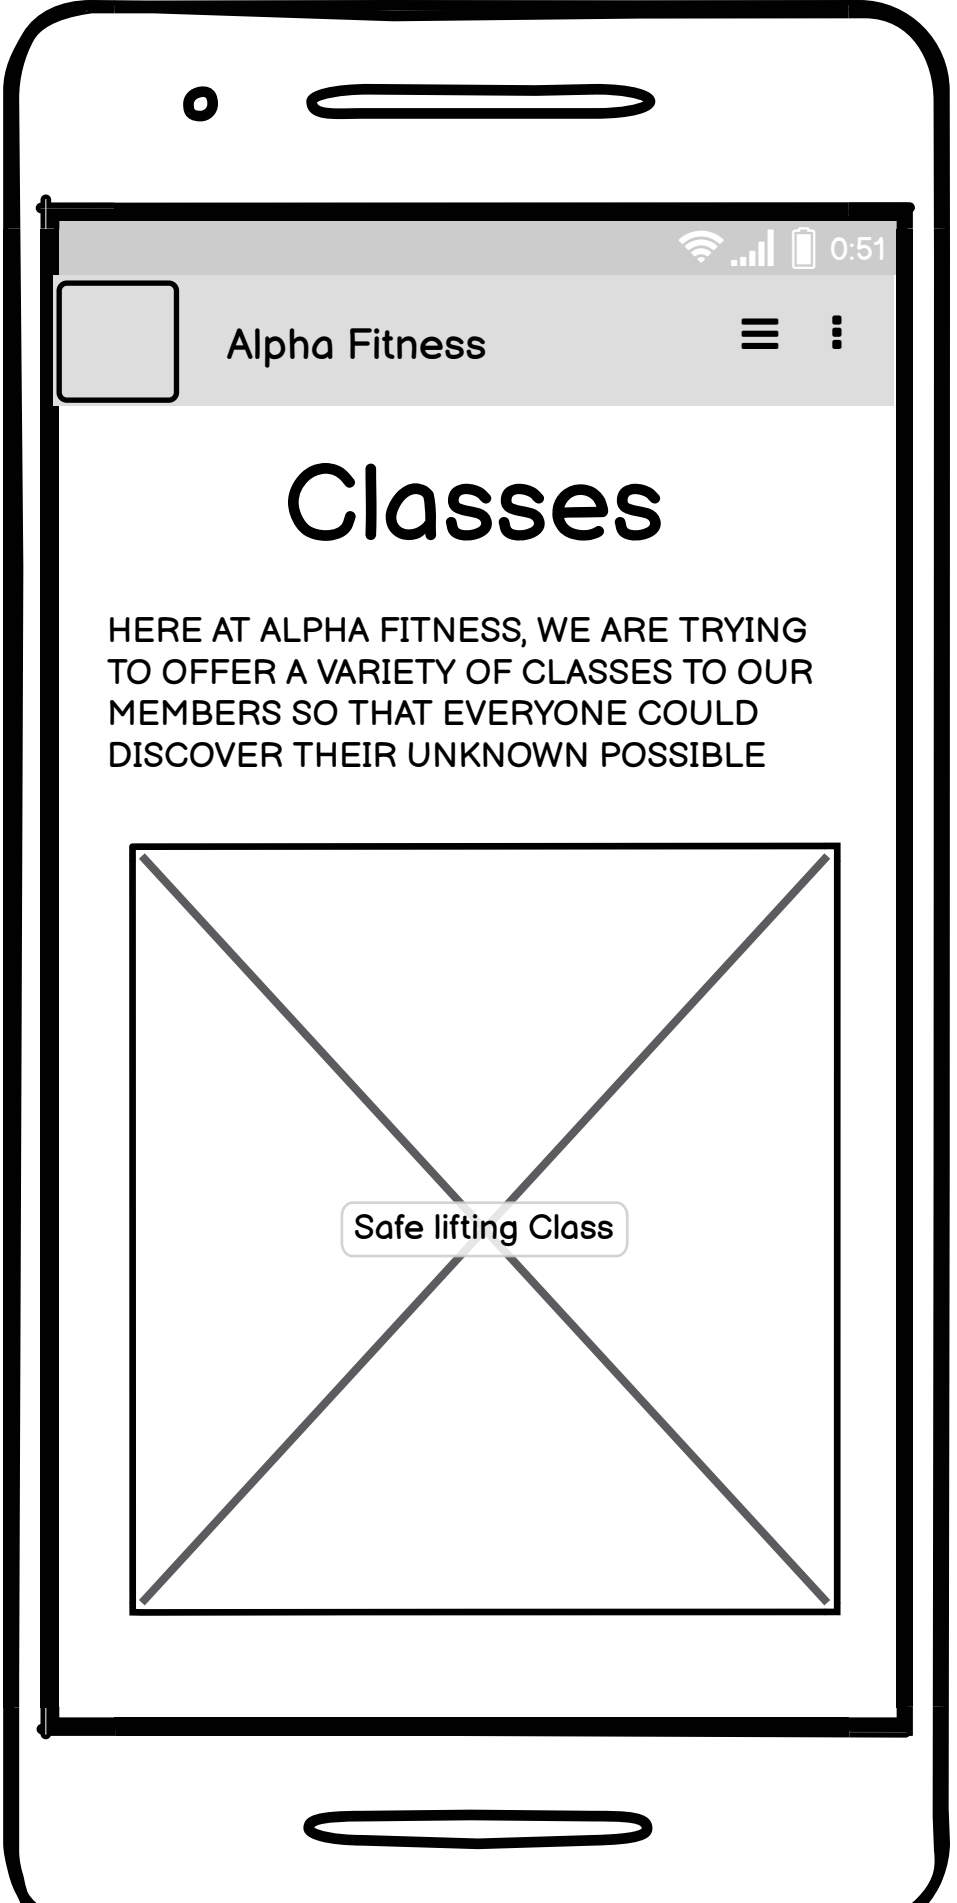 0:51
Alpha Fitness
Classes
HERE AT ALPHA FITNESS, WE ARE TRYING
TO OFFER A VARIETY OF CLASSES TO OUR
MEMBERS SO THAT EVERYONE COULD
DISCOVER THEIR UNKNOWN POSSIBLE
Safe lifting Class